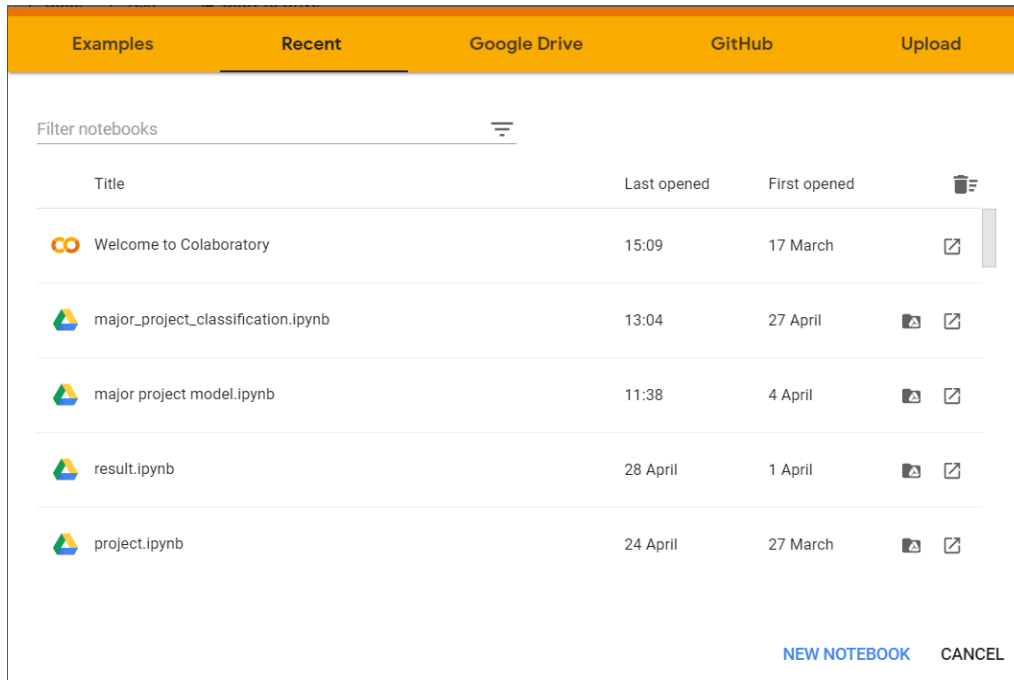 Examples Recent Google Drive GitHub Upload
Filter notebooks
Title Last opened First opened
Welcome to Colaboratory 15:09 17 March
major_project_classification.ipynb 13:04 27 April
major project model.ipynb 11:38 4 April
result.ipynb 28 April 1 April
project.ipynb 24 April 27 March
NEW NOTEBOOK CANCEL